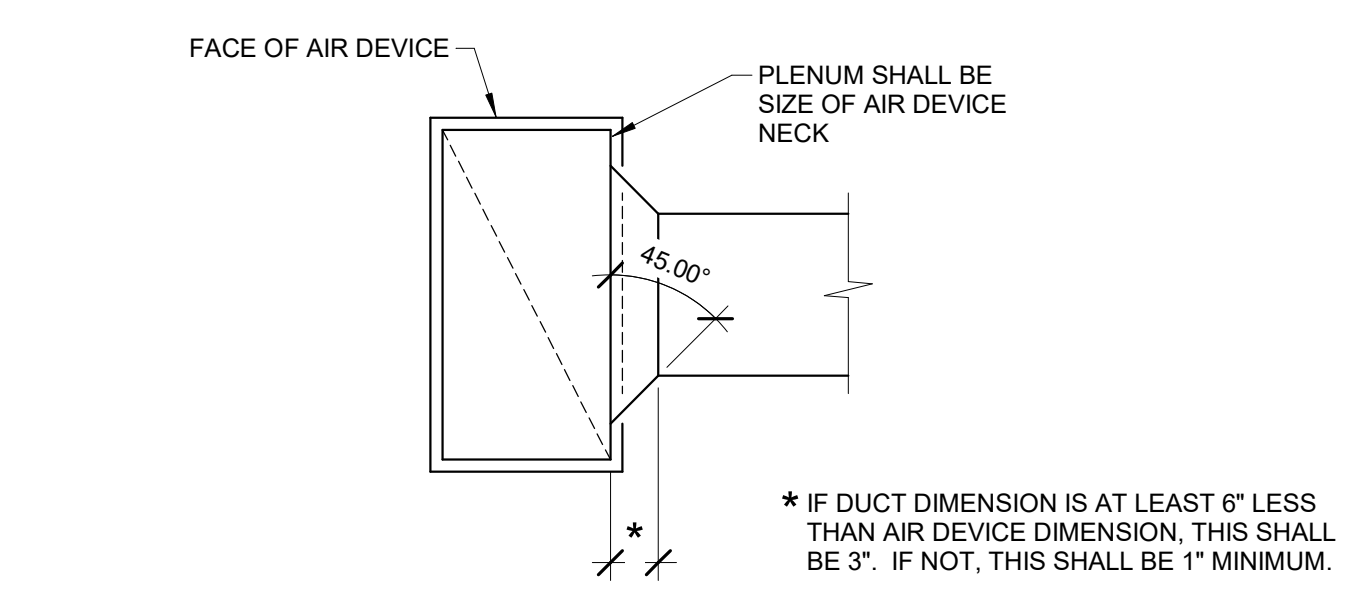 FACE OF AIR DEVICE
PLENUM SHALL BE
SIZE OF AIR DEVICE
NECK
45.00°
*
* IF DUCT DIMENSION IS AT LEAST 6" LESS
THAN AIR DEVICE DIMENSION, THIS SHALL
BE 3".  IF NOT, THIS SHALL BE 1" MINIMUM.